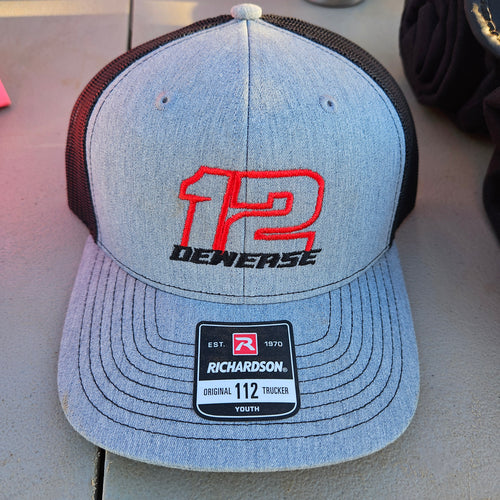 12
DEWEASE
EST. R 1970
RICHARDSON®
ORIGINAL 112 TRUCKER
YOUTH